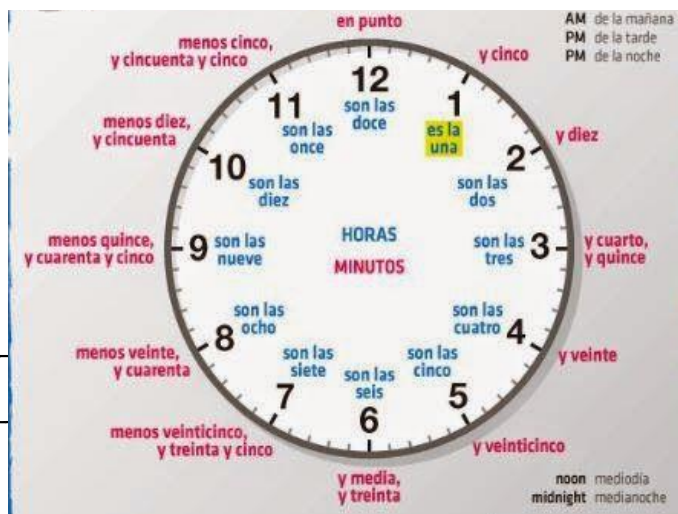 en punto
AM de la mañana
PM de la tarde
PM de la noche
menos cinco,
y cincuenta y cinco
y cinco
12
son las
doce
11
son las
once
1
es la
una
menos diez,
y cincuenta
y diez
10
son las
diez
2
son las
dos
menos quince,
y cuarenta y cinco
9
son las
nueve
HORAS
MINUTOS
son las
tres
3
y cuarto,
y quince
8
son las
ocho
son las
cuatro
4
menos veinte,
y cuarenta
y veinte
7
son las
siete
son las
seis
6
son las
cinco
5
menos veinticinco,
y treinta y cinco
y veinticinco
y media,
y treinta
noon mediodía
midnight medianoche